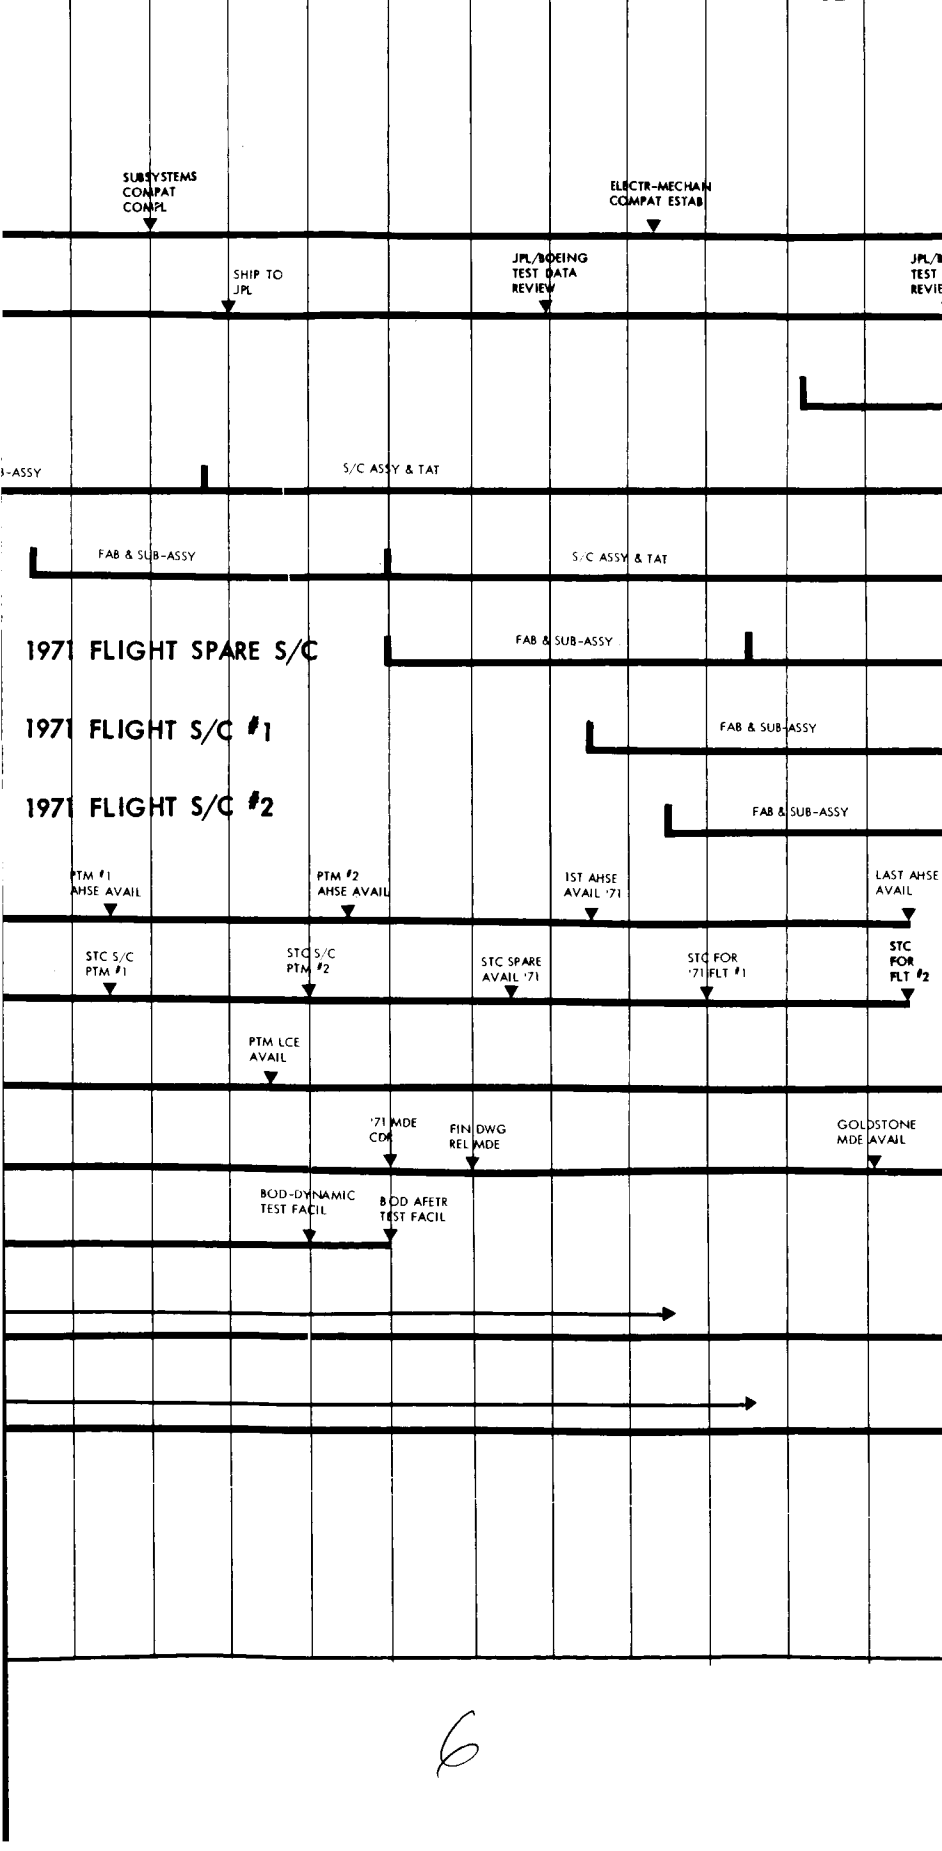 SUBSYSTEMS
COMPAT
COMPL
ELECTR-MECHAN
COMPAT ESTAB
SHIP TO
JPL
JPL/BOEING
TEST DATA
REVIEW
JPL/B
TEST
REVIE
B-ASSY
S/C ASSY & TAT
FAB & SUB-ASSY
S/C ASSY & TAT
1971 FLIGHT SPARE S/C
FAB & SUB-ASSY
1971 FLIGHT S/C #1
FAB & SUB-ASSY
1971 FLIGHT S/C #2
FAB & SUB-ASSY
PTM #1
AHSE AVAIL
PTM #2
AHSE AVAIL
1ST AHSE
AVAIL '71
LAST AHSE
AVAIL
STC S/C
PTM #1
STC S/C
PTM #2
STC SPARE
AVAIL '71
STC FOR
'71 FLT #1
STC
FOR
FLT #2
PTM LCE
AVAIL
'71 MDE
CDR
FIN DWG
REL MDE
GOLDSTONE
MDE AVAIL
BOD-DYNAMIC
TEST FACIL
BOD AFETR
TEST FACIL
6